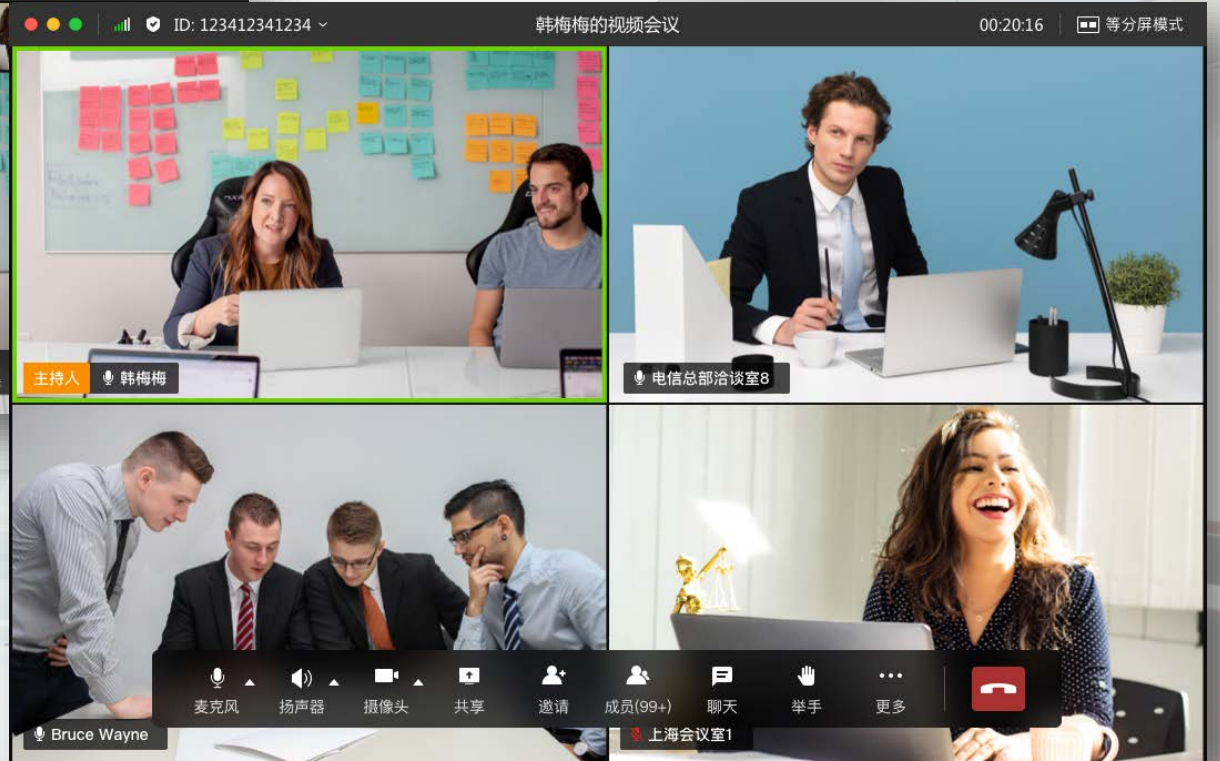 ID: 123412341234
韩梅梅的视频会议
00:20:16
等分屏模式
主持人
韩梅梅
电信总部洽谈室8
Bruce Wayne
上海会议室1
麦克风
扬声器
摄像头
共享
邀请
成员(99+)
聊天
举手
更多